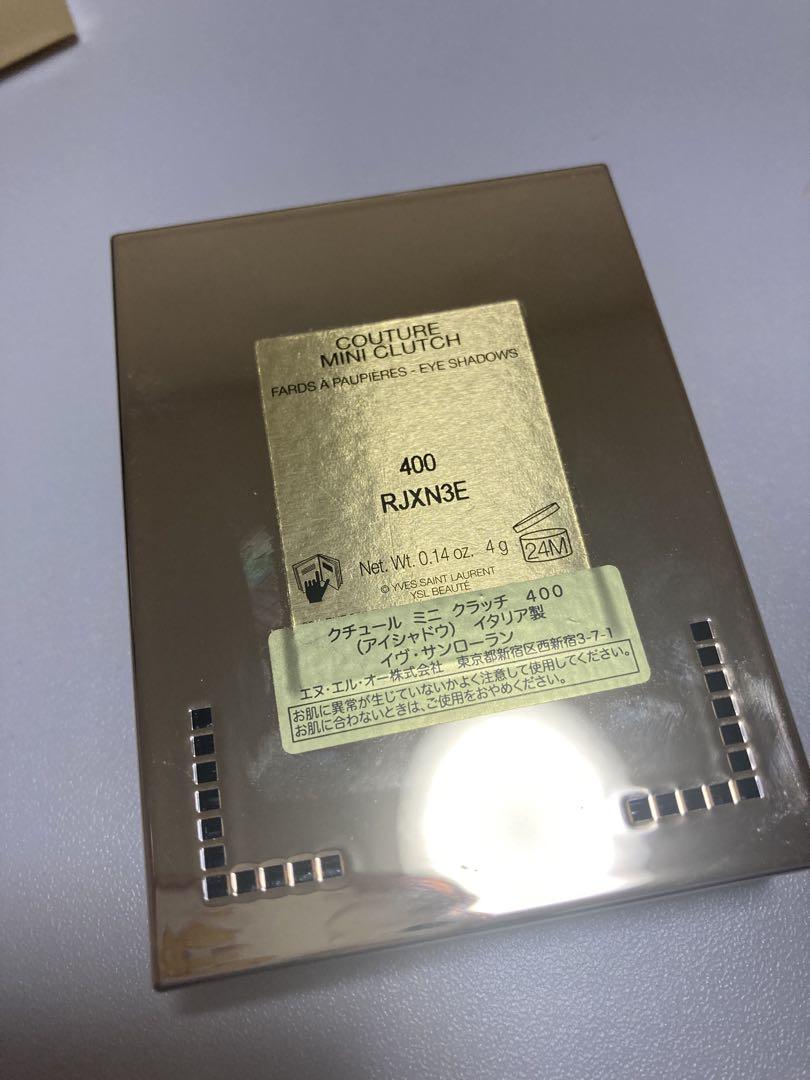 COUTURE
MINI CLUTCH
FARDS À PAUPIÈRES - EYE SHADOWS
400
RJXN3E
Net. Wt. 0.14 oz. 4 g
24M
© YVES SAINT LAURENT
YSL BEAUTÉ
クチュール ミニ クラッチ 400
(アイシャドウ) イタリア製
イヴ・サンローラン
エヌ・エル・オー株式会社 東京都新宿区西新宿3-7-1
お肌に異常が生じていないかよく注意して使用してください。
お肌に合わないときは、ご使用をおやめください。